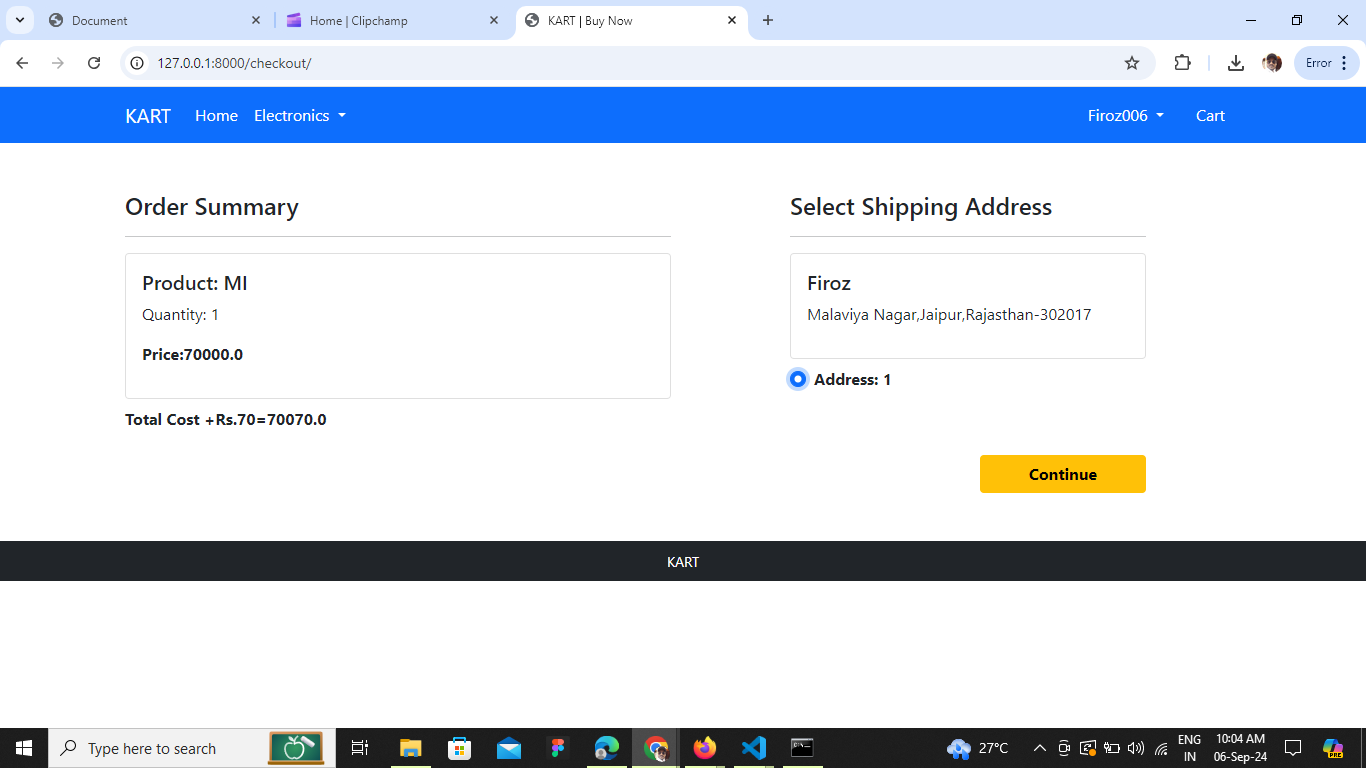 Document
Home | Clipchamp
KART | Buy Now
127.0.0.1:8000/checkout/
Error
KART
Home
Electronics
Firoz006
Cart
Order Summary
Product: MI
Quantity: 1
Price:70000.0
Total Cost +Rs.70=70070.0
Select Shipping Address
Firoz
Malaviya Nagar,Jaipur,Rajasthan-302017
Address: 1
Continue
KART
Type here to search
27°C
ENG
IN
10:04 AM
06-Sep-24
PRE